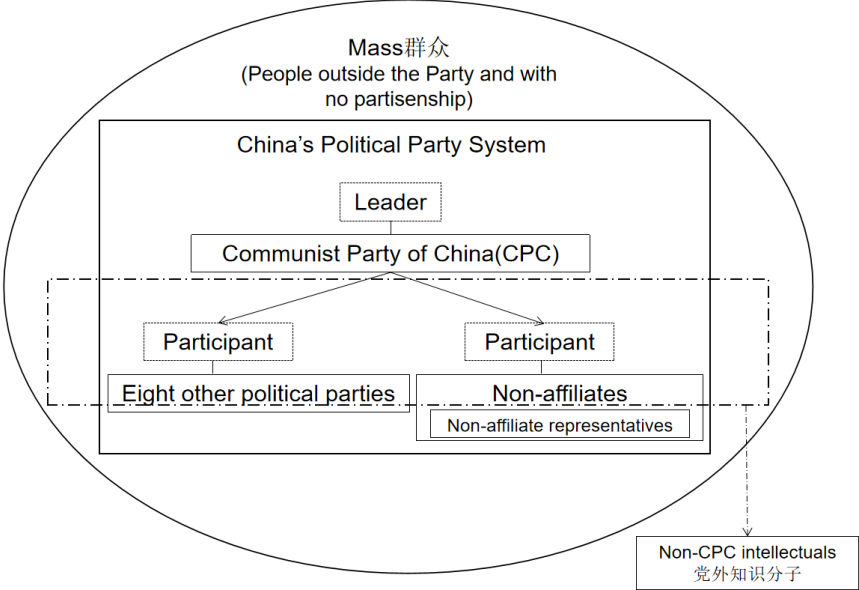 Mass群众
(People outside the Party and with
no partisenship)
China's Political Party System
Leader
Communist Party of China(CPC)
Participant
Participant
Eight other political parties
Non-affiliates
Non-affiliate representatives
Non-CPC intellectuals
党外知识分子